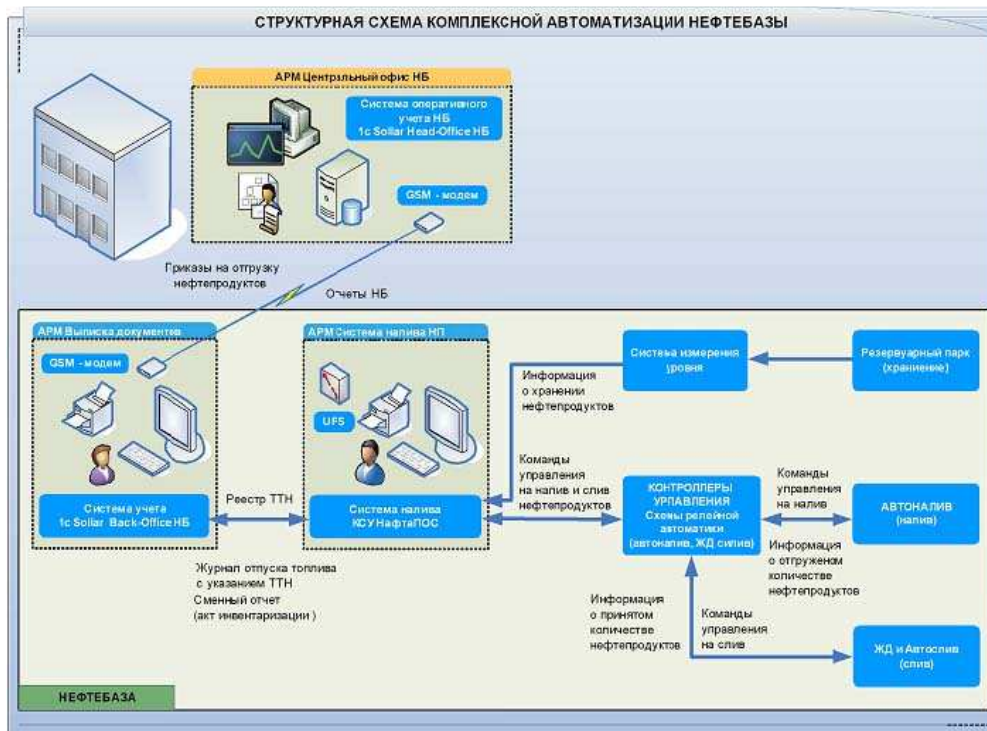 СТРУКТУРНАЯ СХЕМА КОМПЛЕКСНОЙ АВТОМАТИЗАЦИИ НЕФТЕБАЗЫ
АРМ Центральный офис НБ
Система оперативного
учета НБ
1с Sollar Head-Office НБ
GSM - модем
Приказы на отгрузку
нефтепродуктов
Отчеты НБ
АРМ Выписка документов
GSM - модем
Система учета
1с Sollar Back-Office НБ
Реестр ТТН
Журнал отпуска топлива
с указанием ТТН
Сменный отчет
(акт инвентаризации )
АРМ Система налива НП
UFS
Система налива
КСУ НафтаПОС
Информация
о хранении
нефтепродуктов
Система измерения
уровня
Резервуарный парк
(храниение)
Команды
управления
на налив и слив
нефтепродуктов
КОНТРОЛЛЕРЫ
УРПАВЛЕНИЯ
Схемы релейной
автоматики
(автоналив, ЖД силив)
Команды
управления
на налив
АВТОНАЛИВ
(налив)
Информация
о отгруженом
количестве
нефтепродуктов
Информация
о принятом
количестве
нефтепродуктов
Команды
управления
на слив
ЖД и Автослив
(слив)
НЕФТЕБАЗА